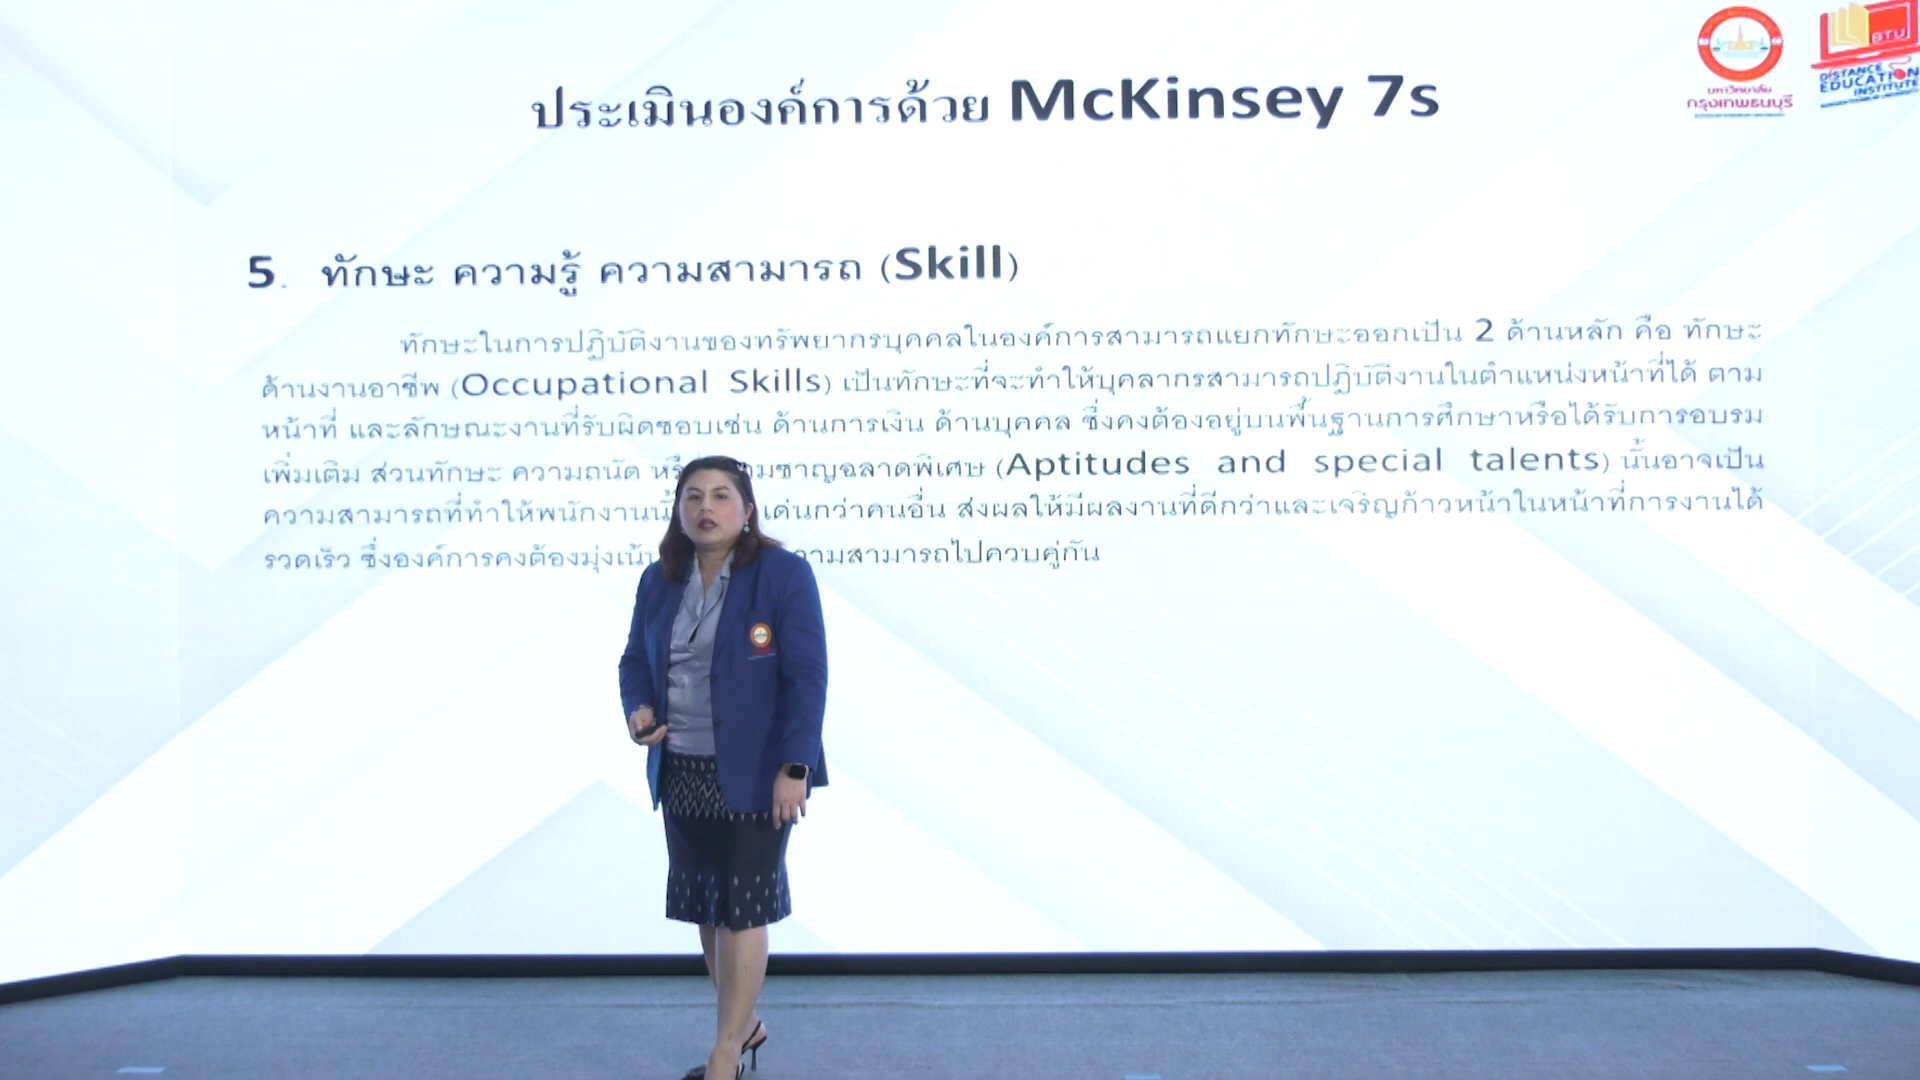 ประเมินองค์การด้วย McKinsey 7s
มหาวิทยาลัย
กรุงเทพธนบุรี
BTU
DISTANCE
EDUCATION
INSTITUTE
5. ทักษะ ความรู้ ความสามารถ (Skill)
ทักษะในการปฏิบัติงานของทรัพยากรบุคคลในองค์การสามารถแยกทักษะออกเป็น 2 ด้านหลัก คือ ทักษะ
ด้านงานอาชีพ (Occupational Skills) เป็นทักษะที่จะทำให้บุคลากรสามารถปฏิบัติงานในตำแหน่งหน้าที่ได้ ตาม
หน้าที่ และลักษณะงานที่รับผิดชอบเช่น ด้านการเงิน ด้านบุคคล ซึ่งคงต้องอยู่บนพื้นฐานการศึกษาหรือได้รับการอบรม
เพิ่มเติม ส่วนทักษะ ความถนัด ชาญฉลาดพิเศษ (Aptitudes and special talents) นั้นอาจเป็น
ความสามารถที่ทำให้พนักงาน เด่นกว่าคนอื่น ส่งผลให้มีผลงานที่ดีกว่าและเจริญก้าวหน้าในหน้าที่การงานได้
รวดเร็ว ซึ่งองค์การคงต้องมุ่งเน้น ความสามารถไปควบคู่กัน